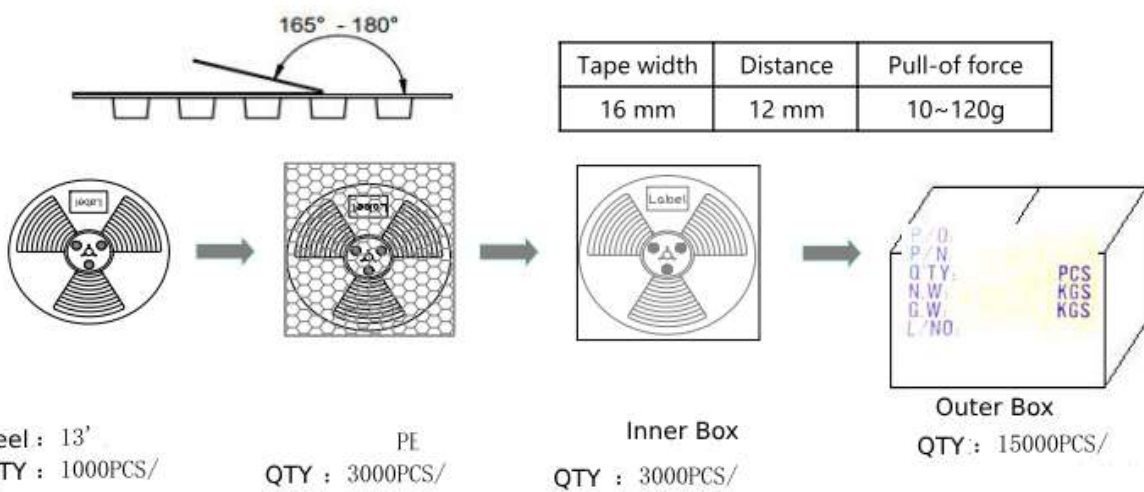 165° - 180°
Tape width Distance Pull-of force
16 mm 12 mm 10~120g
Label
Label
Label
P/O:
P/N
Q'TY: PCS
N.W: KGS
G.W: KGS
L/NO:
eel : 13'
TY : 1000PCS/
PE
QTY : 3000PCS/
Inner Box
QTY : 3000PCS/
Outer Box
QTY : 15000PCS/